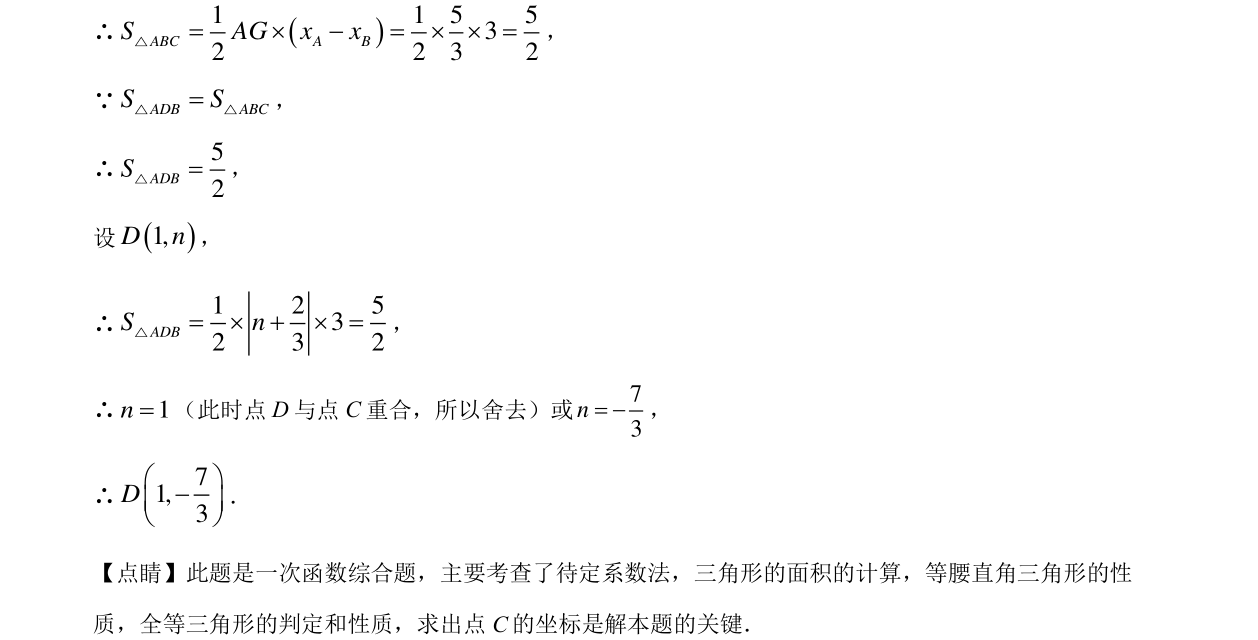 ∴ S△ABC = 1/2 AG×(xA − xB) = 1/2 × 5/3 × 3 = 5/2，
∵ S△ADB = S△ABC，
∴ S△ADB = 5/2，
设 D(1,n)，
∴ S△ADB = 1/2 × |n + 2/3| × 3 = 5/2，
∴ n = 1（此时点 D 与点 C 重合，所以舍去）或 n = −7/3，
∴ D(1,−7/3)．
【点睛】此题是一次函数综合题，主要考查了待定系数法，三角形的面积的计算，等腰直角三角形的性
质，全等三角形的判定和性质，求出点 C 的坐标是解本题的关键．